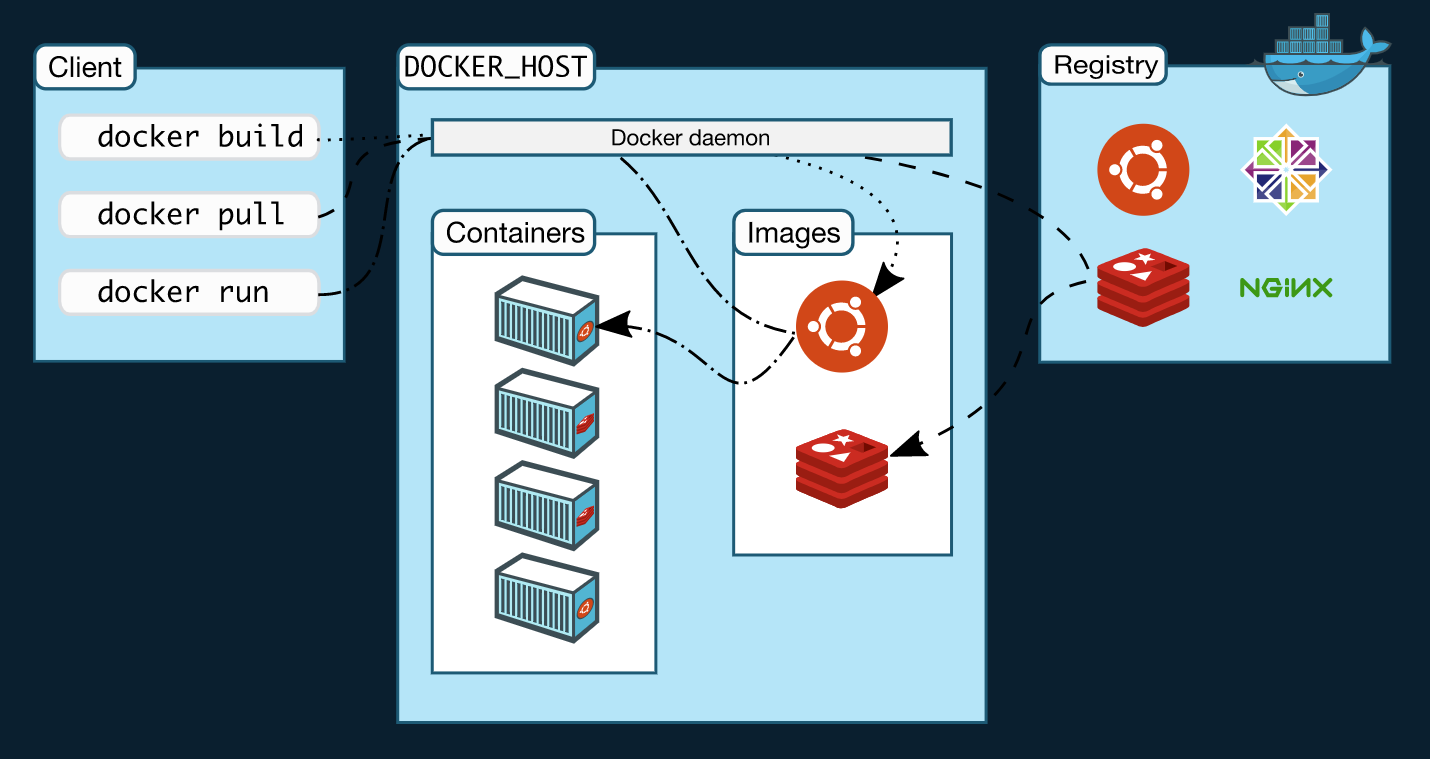 Client
docker build
docker pull
docker run
DOCKER_HOST
Docker daemon
Containers
Images
Registry
NGINX